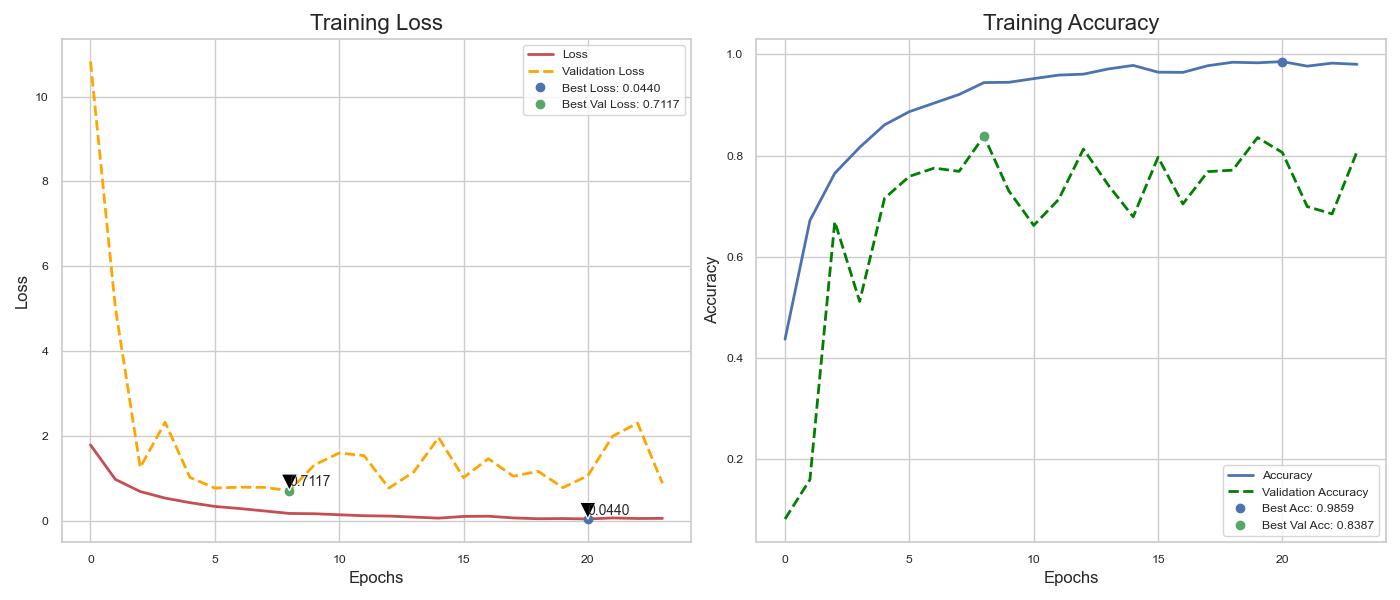 Training Loss
Loss
Validation Loss
Best Loss: 0.0440
Best Val Loss: 0.7117
10
8
6
4
2
0
Loss
0.7117
0.0440
0 5 10 15 20
Epochs
Training Accuracy
1.0
0.8
0.6
0.4
0.2
Accuracy
Accuracy
Validation Accuracy
Best Acc: 0.9859
Best Val Acc: 0.8387
0 5 10 15 20
Epochs